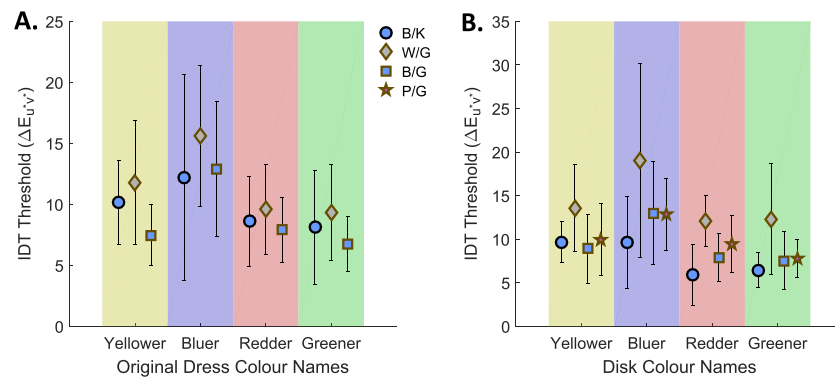 A.
25
20
15
10
5
0
IDT Threshold (ΔE_u*v*)
Yellower Bluer Redder Greener
Original Dress Colour Names
B/K
W/G
B/G
P/G
B.
35
30
25
20
15
10
5
0
IDT Threshold (ΔE_u*v*)
Yellower Bluer Redder Greener
Disk Colour Names